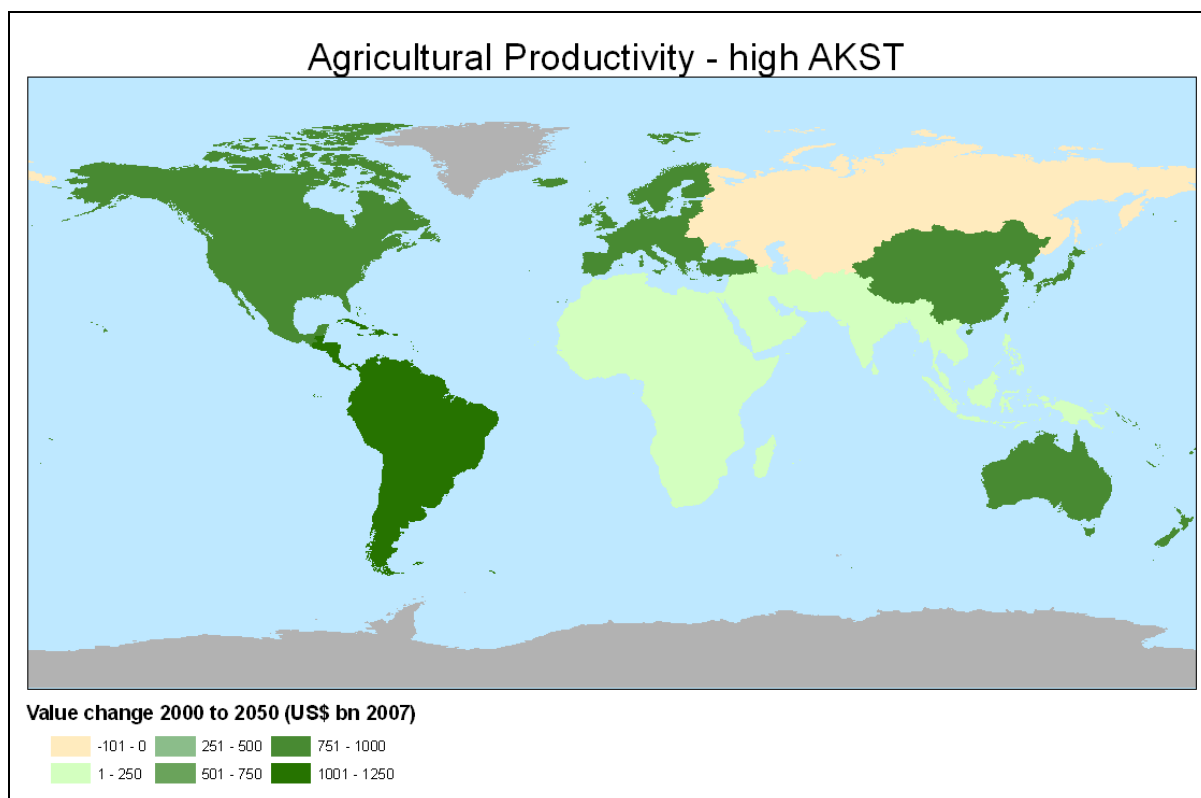 Agricultural Productivity - high AKST
Value change 2000 to 2050 (US$ bn 2007)
-101 - 0 251 - 500 751 - 1000
1 - 250 501 - 750 1001 - 1250